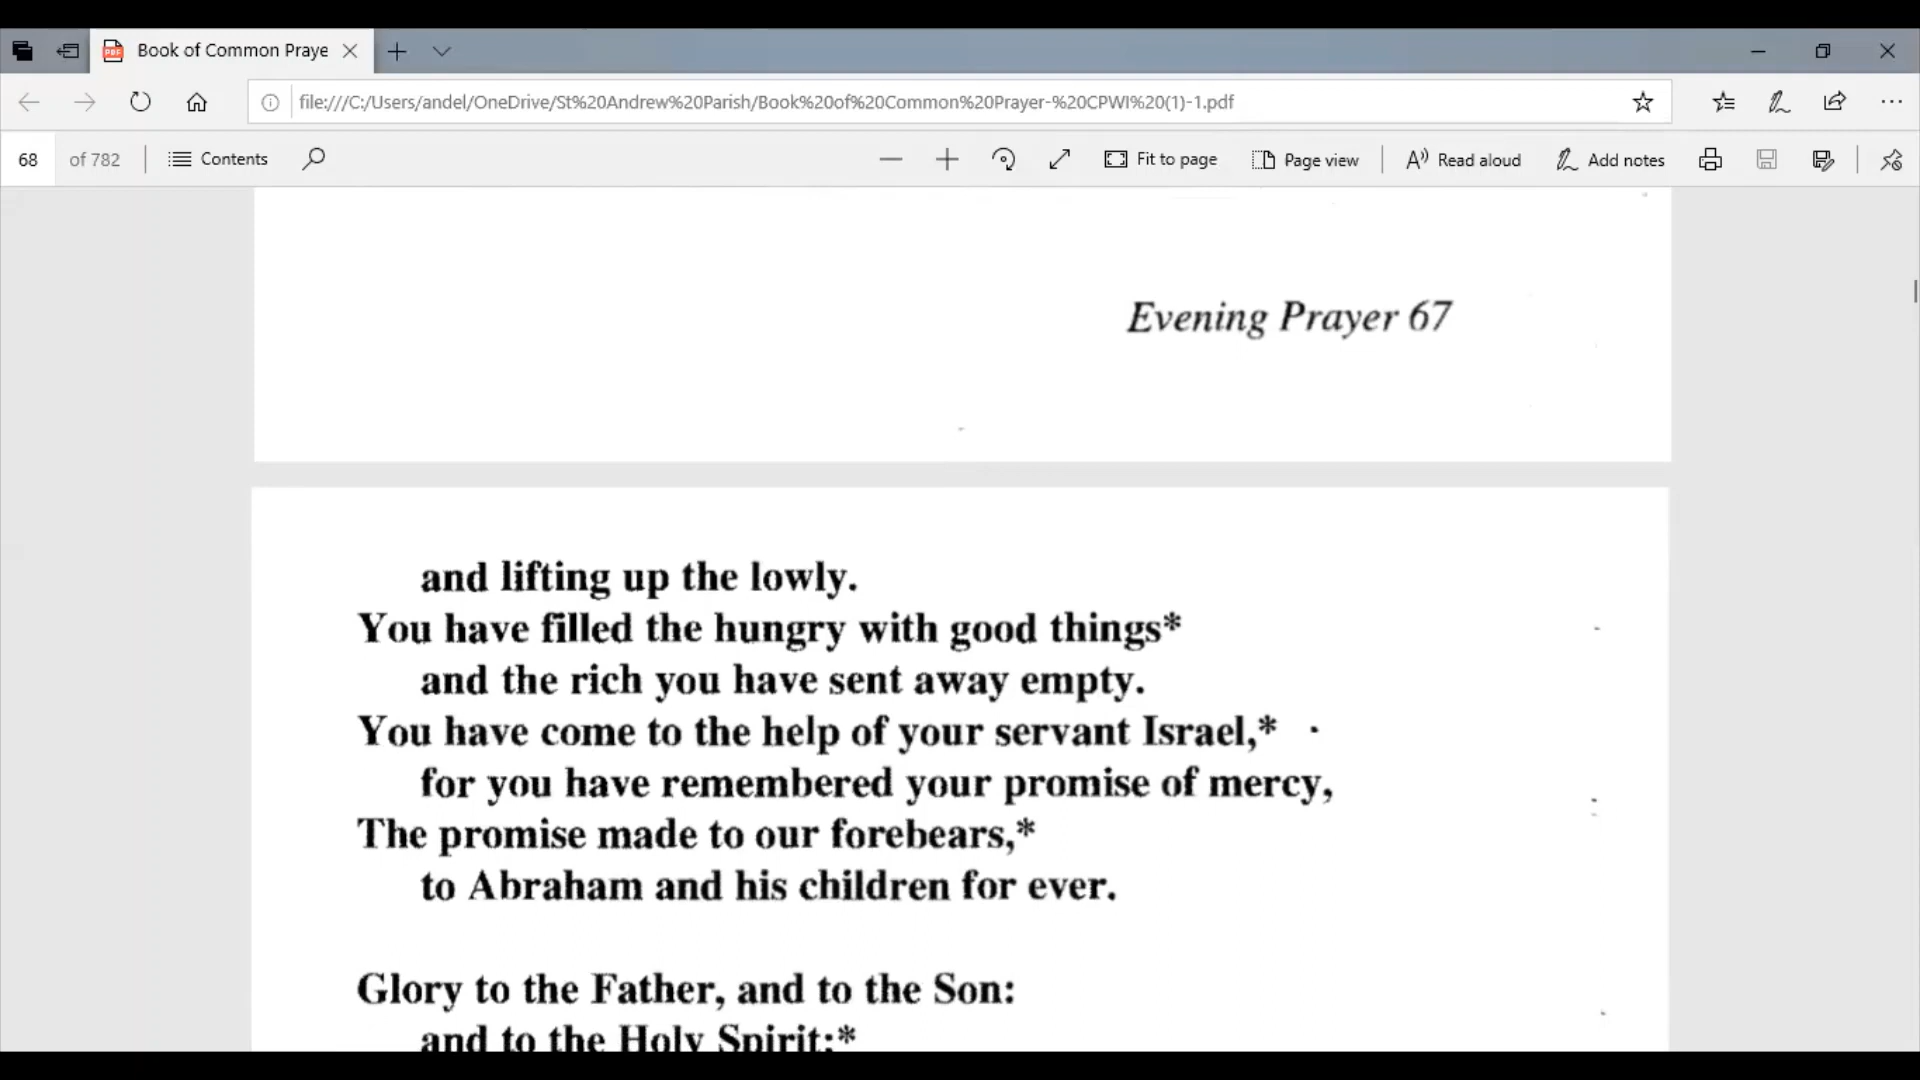 Book of Common Praye
file:///C:/Users/andel/OneDrive/St%20Andrew%20Parish/Book%20of%20Common%20Prayer-%20CPWI%20(1)-1.pdf
68 of 782 Contents Fit to page Page view Read aloud Add notes
Evening Prayer 67
and lifting up the lowly.
You have filled the hungry with good things*
and the rich you have sent away empty.
You have come to the help of your servant Israel,*
for you have remembered your promise of mercy,
The promise made to our forebears,*
to Abraham and his children for ever.
Glory to the Father, and to the Son:
and to the Holy Spirit:*